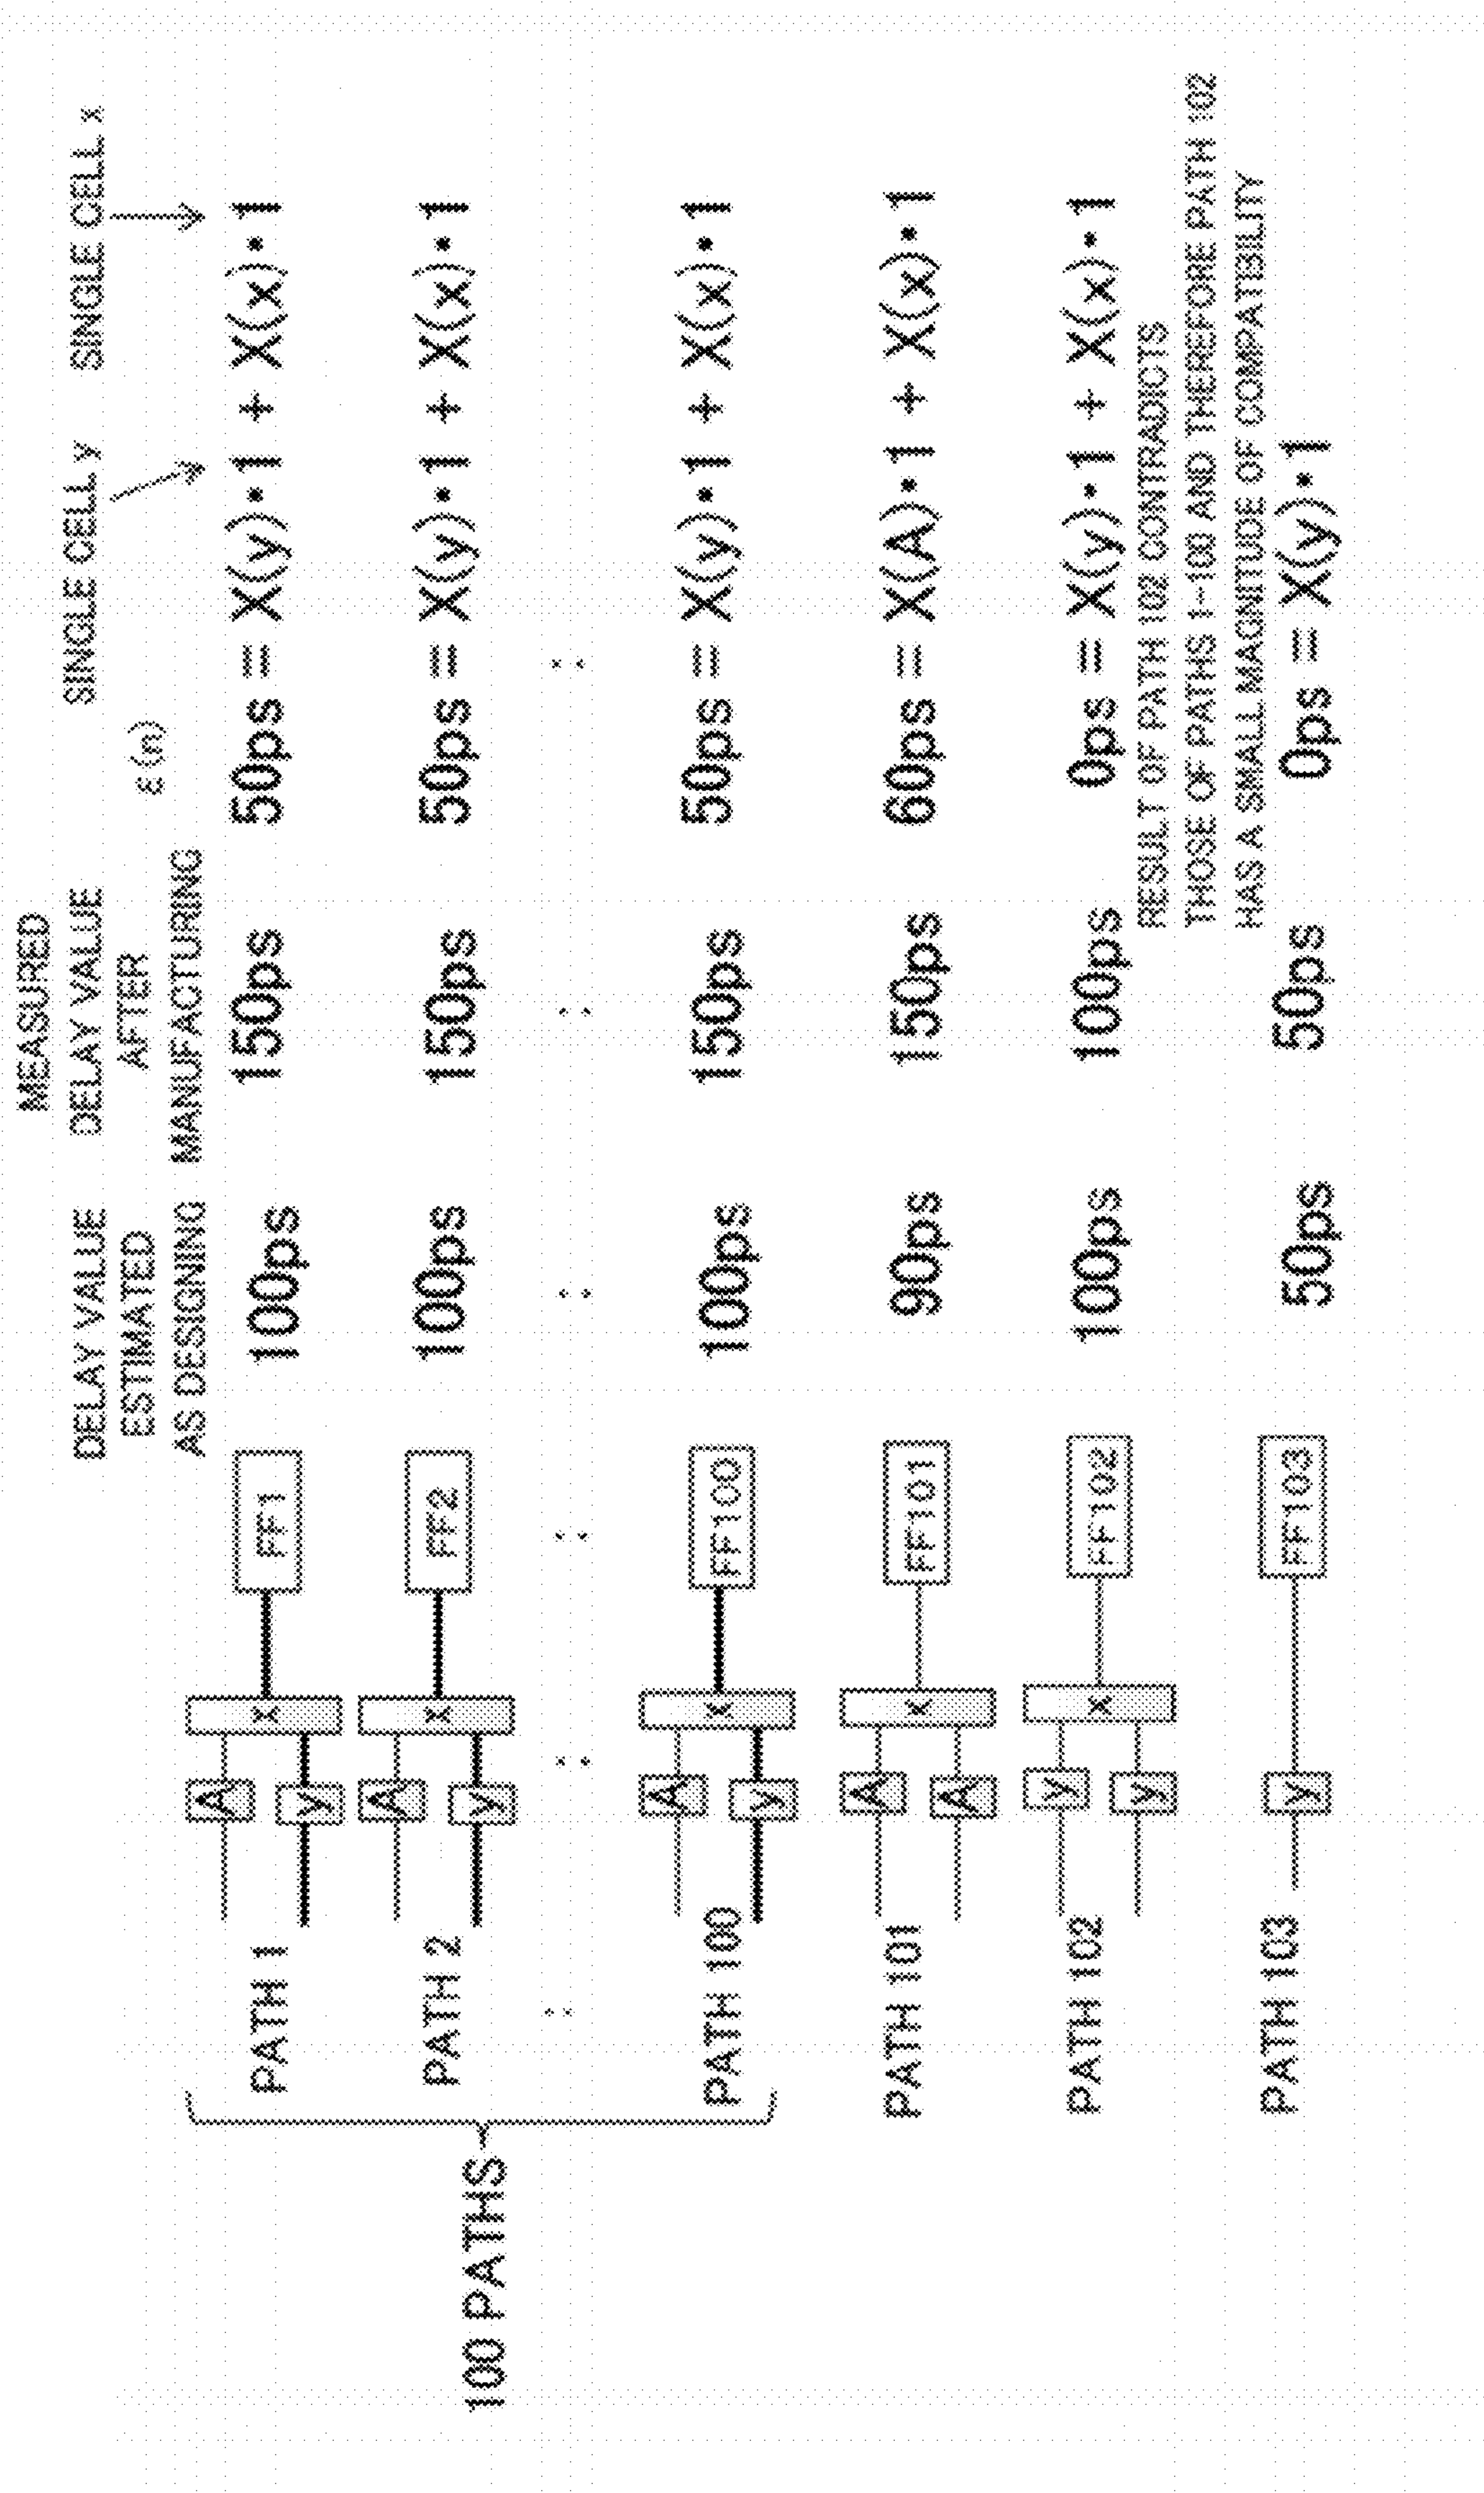 DELAY VALUE
ESTIMATED
AS DESIGNING
MEASURED
DELAY VALUE
AFTER
MANUFACTURING
ε(n)
SINGLE CELL y
SINGLE CELL x
100 PATHS
PATH 1
A
y
x
FF1
100ps
150ps
50ps = X(y)•1 + X(x)•1
PATH 2
A
y
x
FF2
100ps
150ps
50ps = X(y)•1 + X(x)•1
PATH 100
A
y
x
FF100
100ps
150ps
50ps = X(y)•1 + X(x)•1
PATH 101
A
A
x
FF101
90ps
150ps
60ps = X(A)•1 + X(x)•1
PATH 102
y
y
x
FF102
100ps
100ps
0ps = X(y)•1 + X(x)•1
RESULT OF PATH 102 CONTRADICTS
THOSE OF PATHS 1-100 AND THEREFORE PATH 102
HAS A SMALL MAGNITUDE OF COMPATIBILITY
PATH 103
y
FF103
50ps
50ps
0ps = X(y)•1